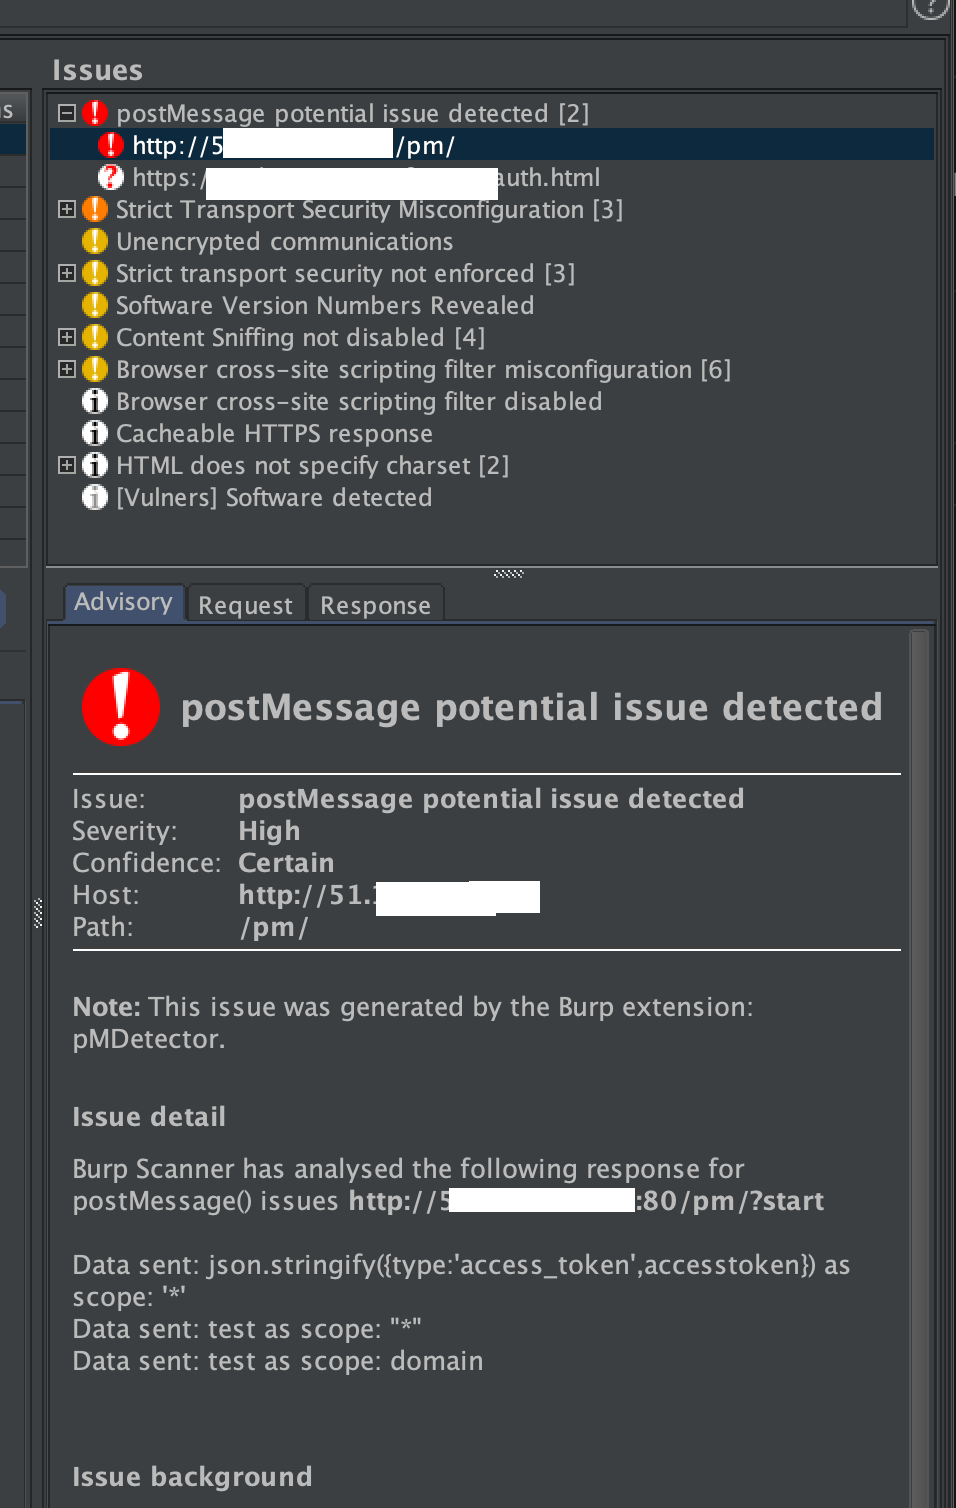 ?
Issues
s
postMessage potential issue detected [2]
http://5 /pm/
https:/ auth.html
Strict Transport Security Misconfiguration [3]
Unencrypted communications
Strict transport security not enforced [3]
Software Version Numbers Revealed
Content Sniffing not disabled [4]
Browser cross-site scripting filter misconfiguration [6]
Browser cross-site scripting filter disabled
Cacheable HTTPS response
HTML does not specify charset [2]
[Vulners] Software detected
Advisory Request Response
postMessage potential issue detected
Issue: postMessage potential issue detected
Severity: High
Confidence: Certain
Host: http://51.
Path: /pm/
Note: This issue was generated by the Burp extension:
pMDetector.
Issue detail
Burp Scanner has analysed the following response for
postMessage() issues http://5 :80/pm/?start
Data sent: json.stringify({type:'access_token',accesstoken}) as
scope: '*'
Data sent: test as scope: "*"
Data sent: test as scope: domain
Issue background